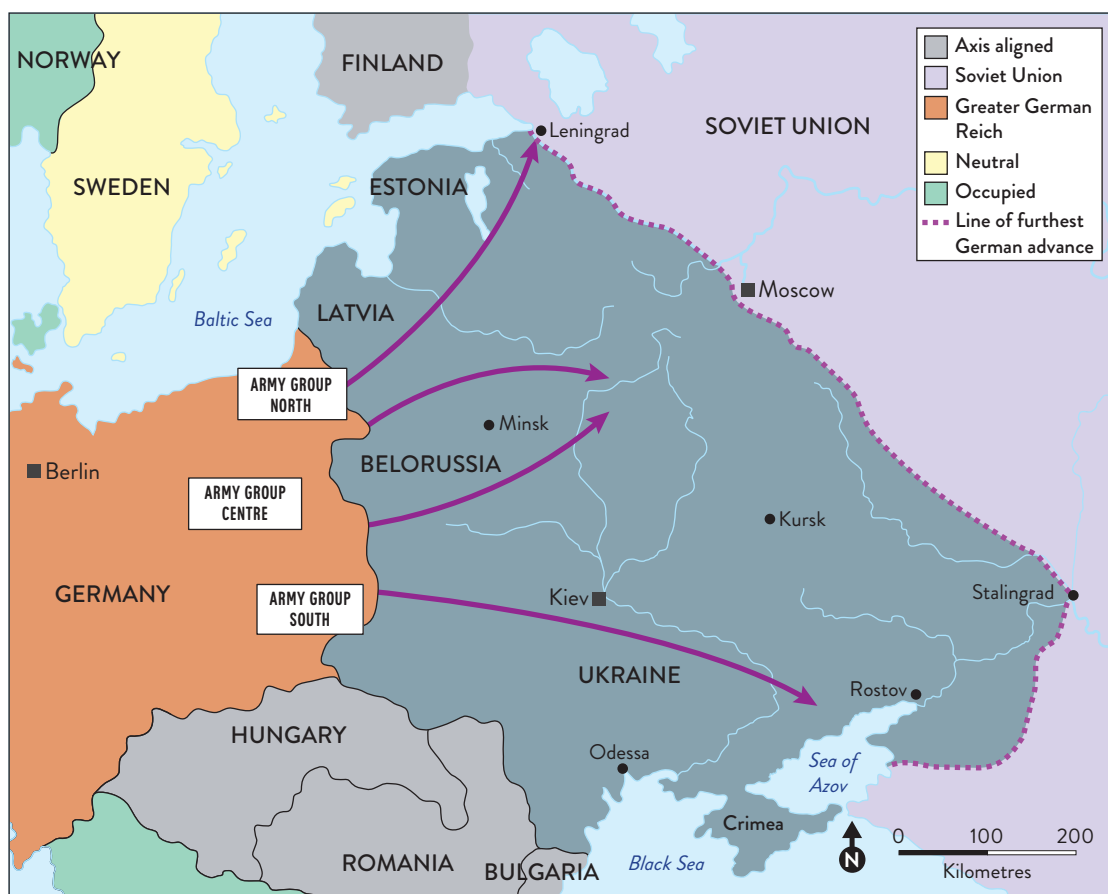 NORWAY
FINLAND
SWEDEN
Leningrad
SOVIET UNION
ESTONIA
Axis aligned
Soviet Union
Greater German
Reich
Neutral
Occupied
Line of furthest
German advance
Moscow
LATVIA
Baltic Sea
ARMY GROUP
NORTH
Minsk
BELORUSSIA
Berlin
ARMY GROUP
CENTRE
Kursk
GERMANY
ARMY GROUP
SOUTH
Kiev
Stalingrad
UKRAINE
Rostov
HUNGARY
Odessa
Sea of
Azov
Crimea
ROMANIA
BULGARIA
Black Sea
N
0 100 200
Kilometres